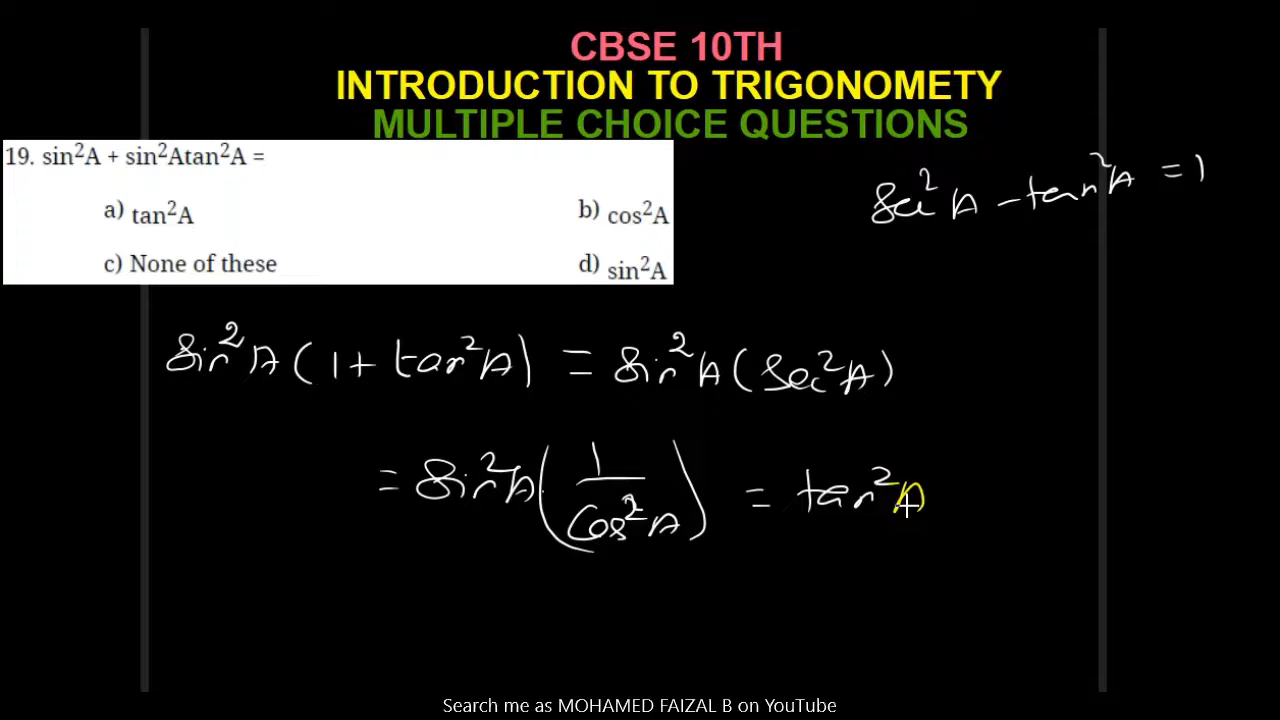 CBSE 10TH
INTRODUCTION TO TRIGONOMETY
MULTIPLE CHOICE QUESTIONS
19. sin²A + sin²Atan²A =
a) tan²A b) cos²A
c) None of these d) sin²A
sec²A - tan²A = 1
sin²A (1 + tan²A) = sin²A (sec²A)
= sin²A (1/cos²A) = tan²A
Search me as MOHAMED FAIZAL B on YouTube